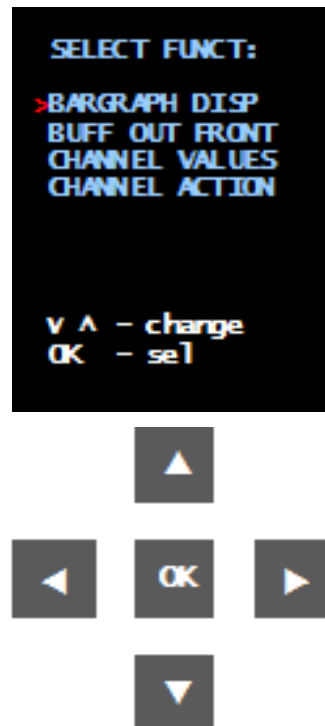 SELECT FUNCT:
>BARGRAPH DISP
BUFF OUT FRONT
CHANNEL VALUES
CHANNEL ACTION
v ^ - change
OK - sel
OK